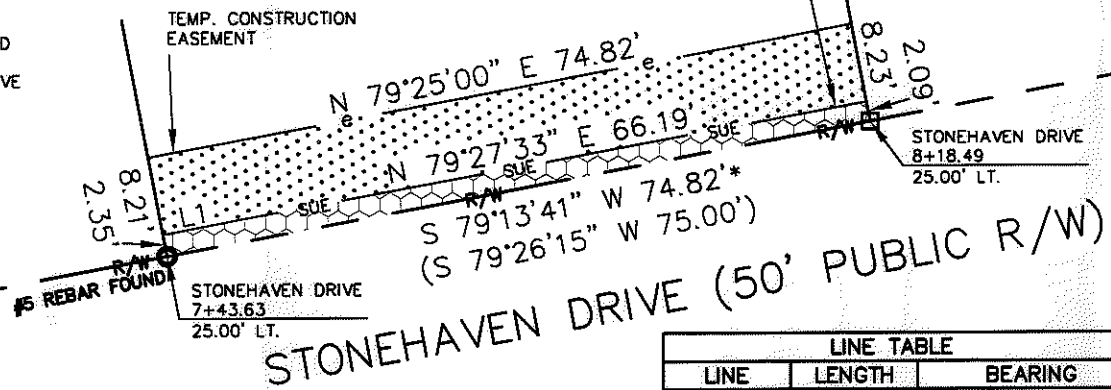 TEMP. CONSTRUCTION
EASEMENT
D
VE
N 79°25'00" E 74.82'
e
e
8.23'
2.09'
N 79°27'33" E 66.19'
SUE
SUE
SUE
R/W
R/W
R/W
8.21'
2.35'
L1
S 79°13'41" W 74.82'*
(S 79°26'15" W 75.00')
STONEHAVEN DRIVE
8+18.49
25.00' LT.
#5 REBAR FOUND
STONEHAVEN DRIVE
7+43.63
25.00' LT.
STONEHAVEN DRIVE (50' PUBLIC R/W)
LINE TABLE
LINE LENGTH BEARING